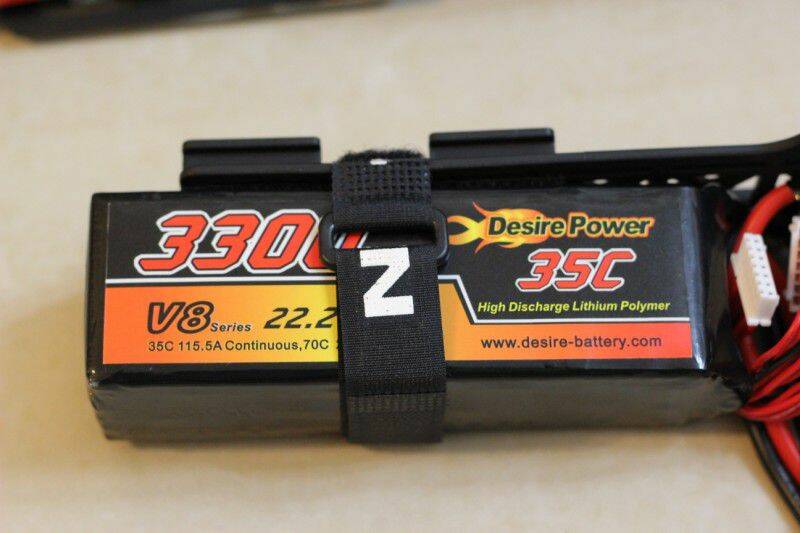 3300
Desire Power
35C
N
V8 Series 22.2
High Discharge Lithium Polymer
35C 115.5A Continuous,70C
www.desire-battery.com